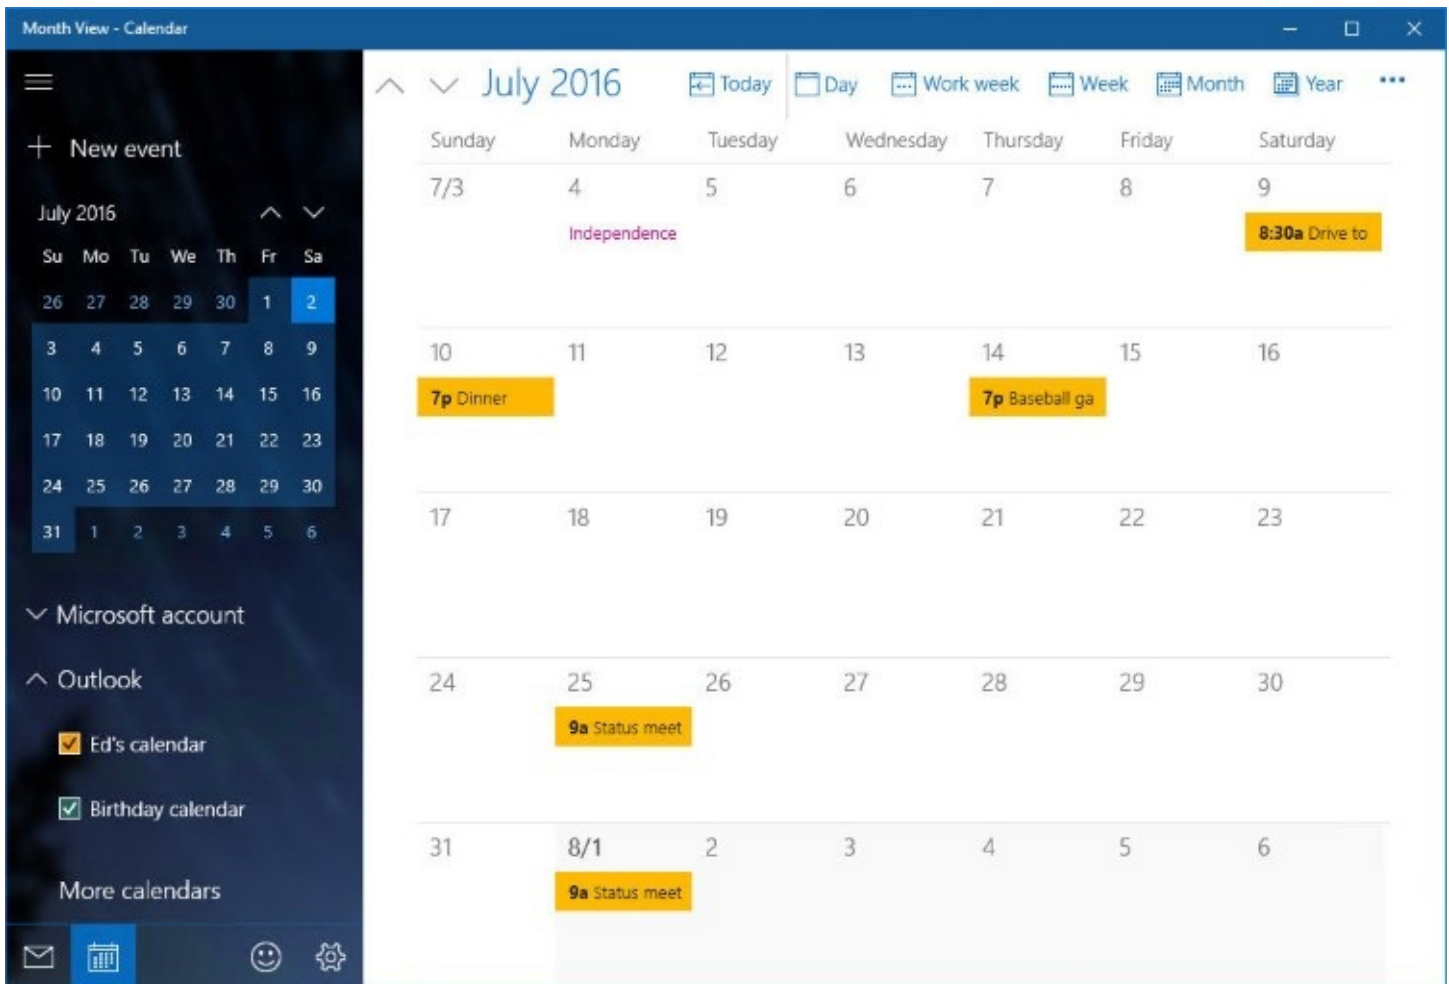 Month View - Calendar
New event
July 2016
Su Mo Tu We Th Fr Sa
26 27 28 29 30 1 2
3 4 5 6 7 8 9
10 11 12 13 14 15 16
17 18 19 20 21 22 23
24 25 26 27 28 29 30
31 1 2 3 4 5 6
Microsoft account
Outlook
Ed's calendar
Birthday calendar
More calendars
July 2016 Today Day Work week Week Month Year
Sunday Monday Tuesday Wednesday Thursday Friday Saturday
7/3 4 5 6 7 8 9
Independence 8:30a Drive to
10 11 12 13 14 15 16
7p Dinner 7p Baseball ga
17 18 19 20 21 22 23
24 25 26 27 28 29 30
9a Status meet
31 8/1 2 3 4 5 6
9a Status meet